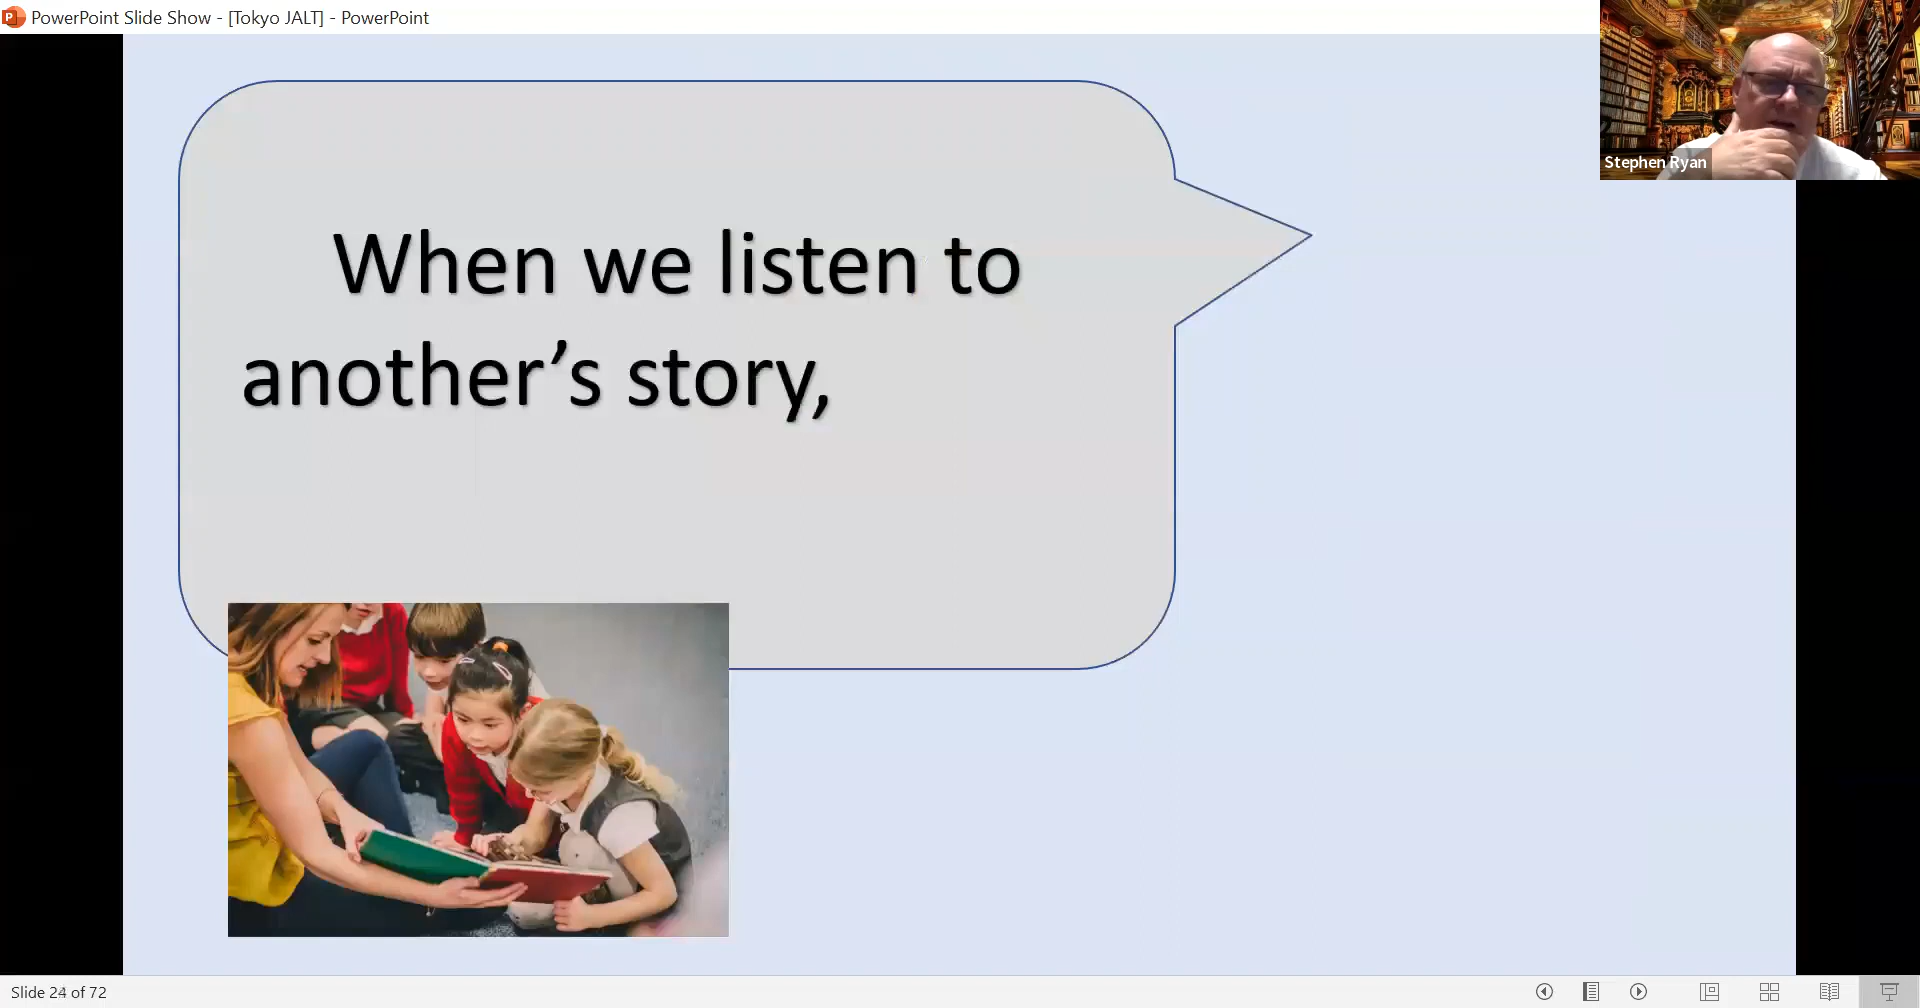 PowerPoint Slide Show - [Tokyo JALT] - PowerPoint
Stephen Ryan
When we listen to
another’s story,
Slide 24 of 72